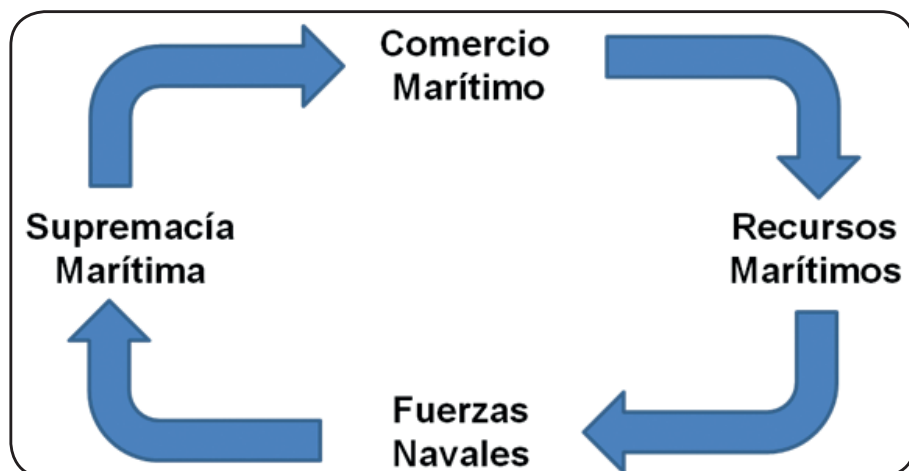 Comercio
Marítimo
Supremacía
Marítima
Recursos
Marítimos
Fuerzas
Navales